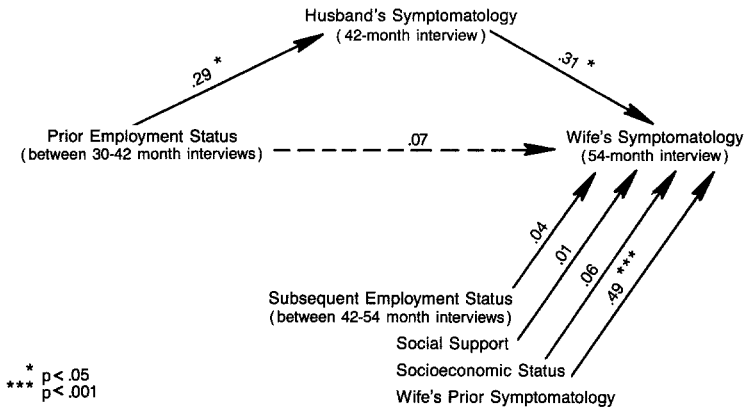 Husband's Symptomatology
(42-month interview)
.29 *
.31 *
Prior Employment Status
(between 30-42 month interviews)
.07
Wife's Symptomatology
(54-month interview)
.04
.01
.06
.49 ***
Subsequent Employment Status
(between 42-54 month interviews)
Social Support
Socioeconomic Status
Wife's Prior Symptomatology
* p<.05
*** p<.001